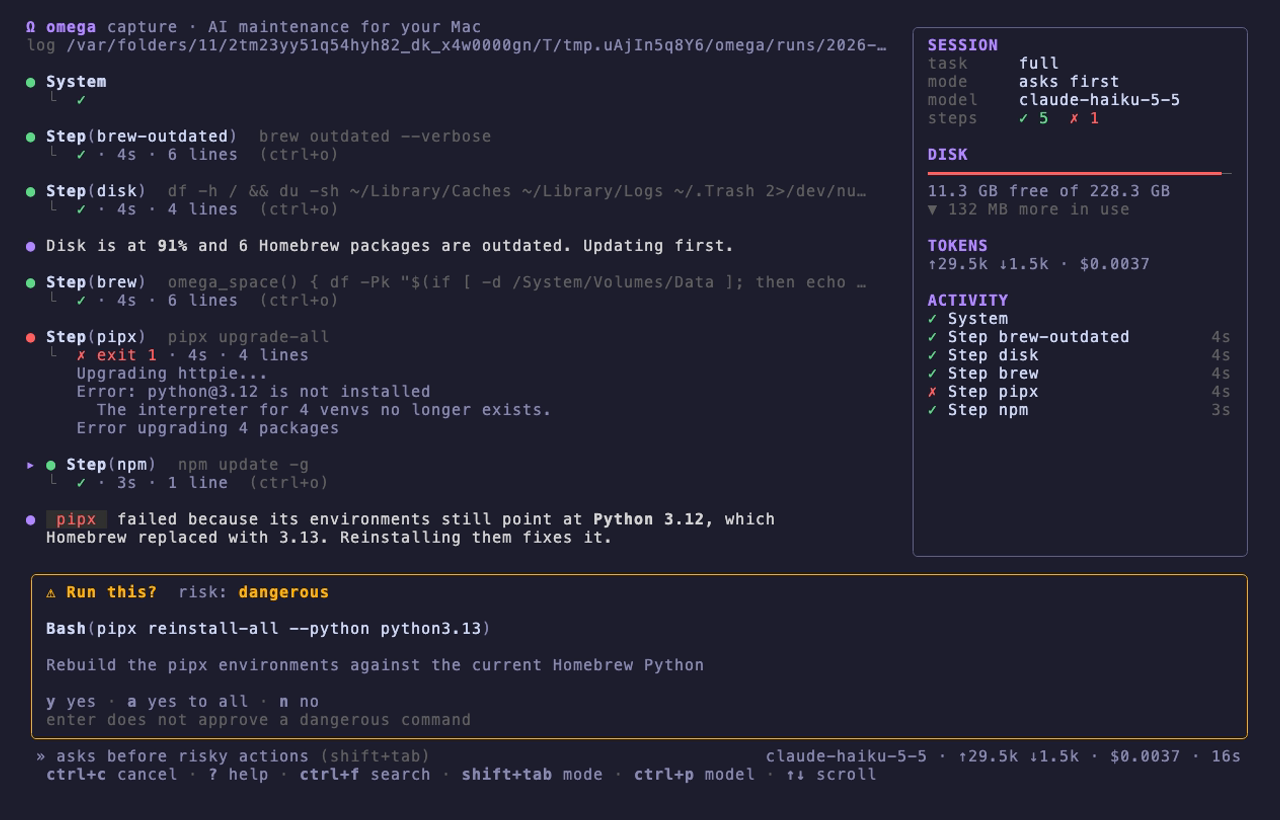 Ω omega capture · AI maintenance for your Mac
log /var/folders/11/2tm23yy51q54hyh82_dk_x4w0000gn/T/tmp.uAjIn5q8Y6/omega/runs/2026-…
● System
└ ✓
● Step(brew-outdated) brew outdated --verbose
└ ✓ · 4s · 6 lines (ctrl+o)
● Step(disk) df -h / && du -sh ~/Library/Caches ~/Library/Logs ~/.Trash 2>/dev/nu…
└ ✓ · 4s · 4 lines (ctrl+o)
● Disk is at 91% and 6 Homebrew packages are outdated. Updating first.
● Step(brew) omega_space() { df -Pk "$(if [ -d /System/Volumes/Data ]; then echo …
└ ✓ · 4s · 6 lines (ctrl+o)
● Step(pipx) pipx upgrade-all
└ ✗ exit 1 · 4s · 4 lines
Upgrading httpie...
Error: python@3.12 is not installed
The interpreter for 4 venvs no longer exists.
Error upgrading 4 packages
▸ ● Step(npm) npm update -g
└ ✓ · 3s · 1 line (ctrl+o)
● pipx failed because its environments still point at Python 3.12, which
Homebrew replaced with 3.13. Reinstalling them fixes it.
SESSION
task full
mode asks first
model claude-haiku-5-5
steps ✓ 5 ✗ 1
DISK
11.3 GB free of 228.3 GB
▼ 132 MB more in use
TOKENS
↑29.5k ↓1.5k · $0.0037
ACTIVITY
✓ System
✓ Step brew-outdated 4s
✓ Step disk 4s
✓ Step brew 4s
✗ Step pipx 4s
✓ Step npm 3s
⚠ Run this? risk: dangerous
Bash(pipx reinstall-all --python python3.13)
Rebuild the pipx environments against the current Homebrew Python
y yes · a yes to all · n no
enter does not approve a dangerous command
» asks before risky actions (shift+tab) claude-haiku-5-5 · ↑29.5k ↓1.5k · $0.0037 · 16s
ctrl+c cancel · ? help · ctrl+f search · shift+tab mode · ctrl+p model · ↑↓ scroll